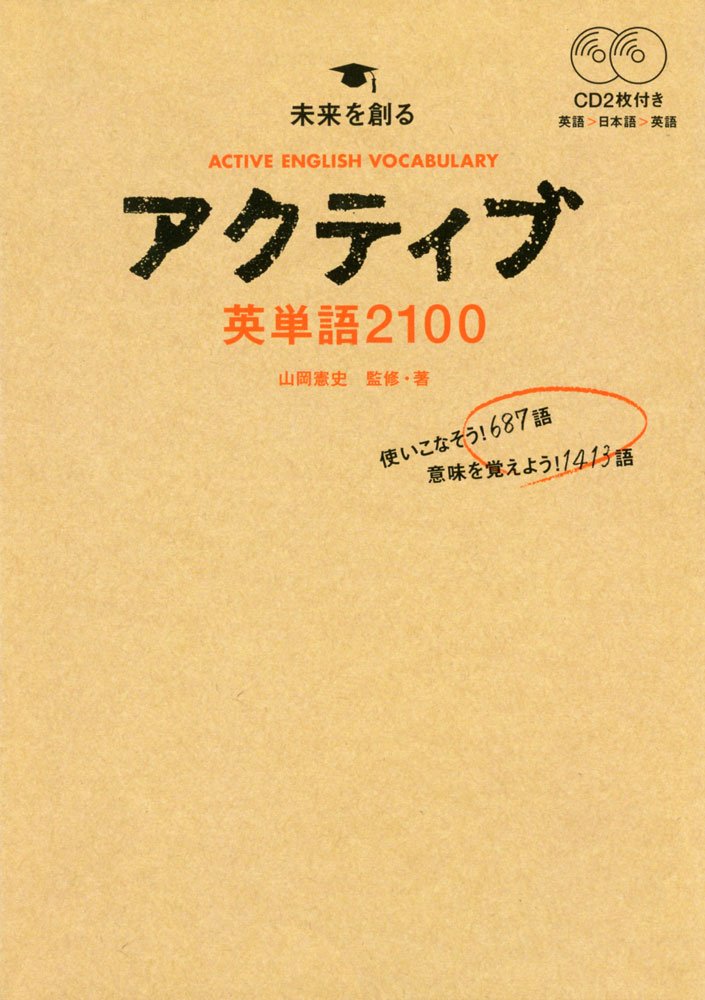 CD2枚付き
英語>日本語>英語
未来を創る
ACTIVE ENGLISH VOCABULARY
アクティブ
英単語2100
山岡憲史 監修・著
使いこなそう!687語
意味を覚えよう!1413語